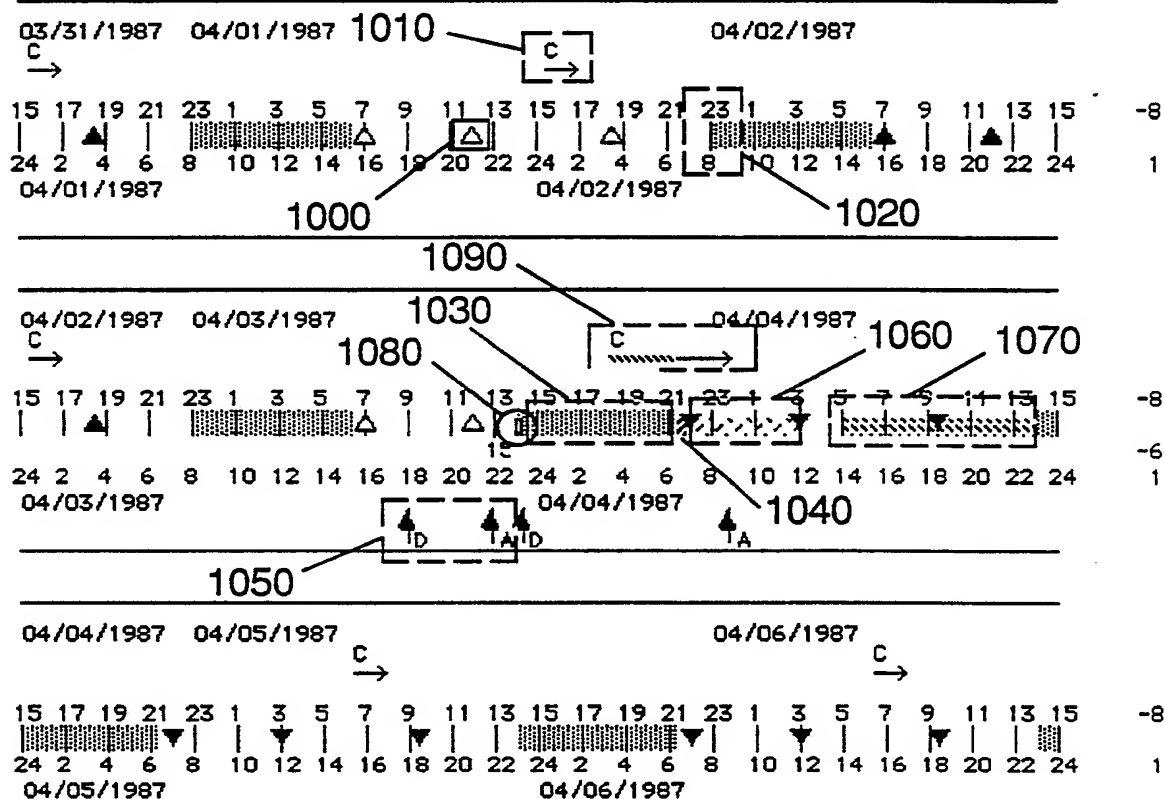 03/31/1987 04/01/1987 1010 04/02/1987
C C
15 17 19 21 23 1 3 5 7 9 11 13 15 17 19 21 23 1 3 5 7 9 11 13 15 -8
24 2 4 6 8 10 12 14 16 18 20 22 24 2 4 6 8 10 12 14 16 18 20 22 24 1
04/01/1987 04/02/1987
1000 1020
1090
04/02/1987 04/03/1987 1030 04/04/1987 1060 1070
C 1080 C
15 17 19 21 23 1 3 5 7 9 11 13 15 17 19 21 23 1 3 5 7 9 11 13 15 -8
15 -6
24 2 4 6 8 10 12 14 16 18 20 22 24 2 4 6 8 10 12 14 16 18 20 22 24 1
04/03/1987 04/04/1987 1040
D A D A
1050
04/04/1987 04/05/1987 04/06/1987
C C
15 17 19 21 23 1 3 5 7 9 11 13 15 17 19 21 23 1 3 5 7 9 11 13 15 -8
24 2 4 6 8 10 12 14 16 18 20 22 24 2 4 6 8 10 12 14 16 18 20 22 24 1
04/05/1987 04/06/1987